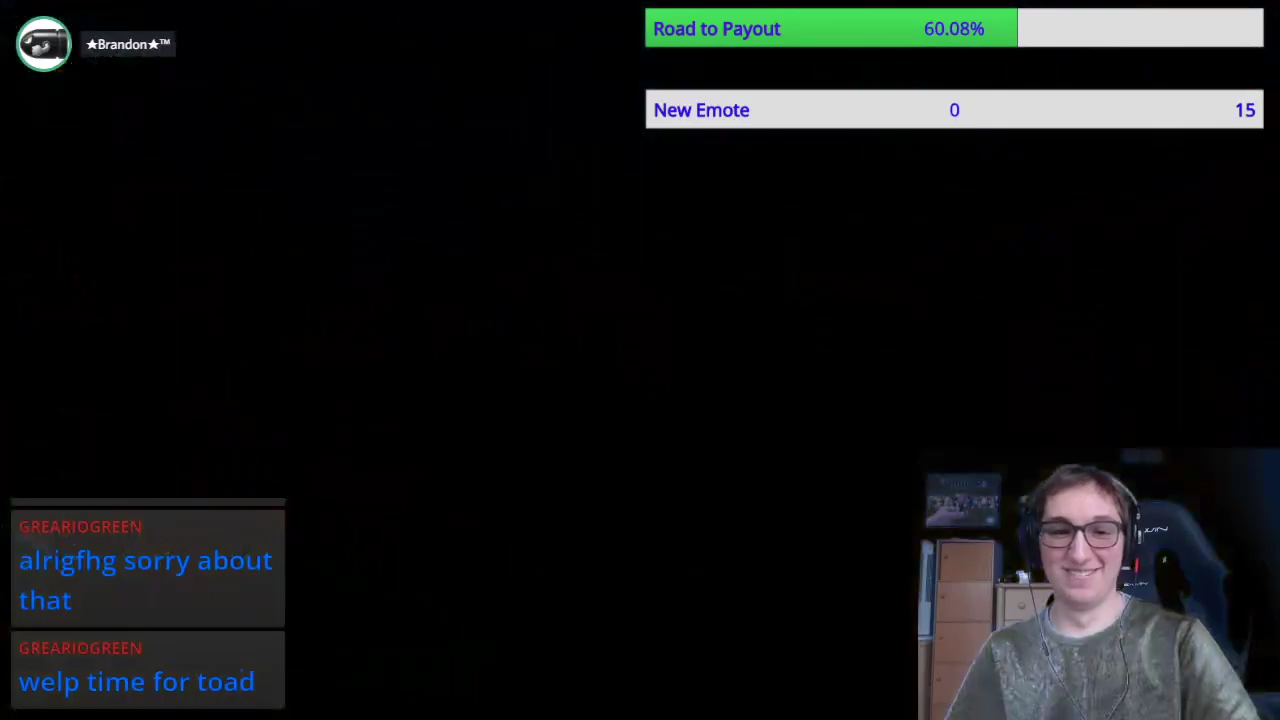 ★Brandon★™
Road to Payout 60.08%
New Emote 0 15
GREARIOGREEN
alrigfhg sorry about
that
GREARIOGREEN
welp time for toad